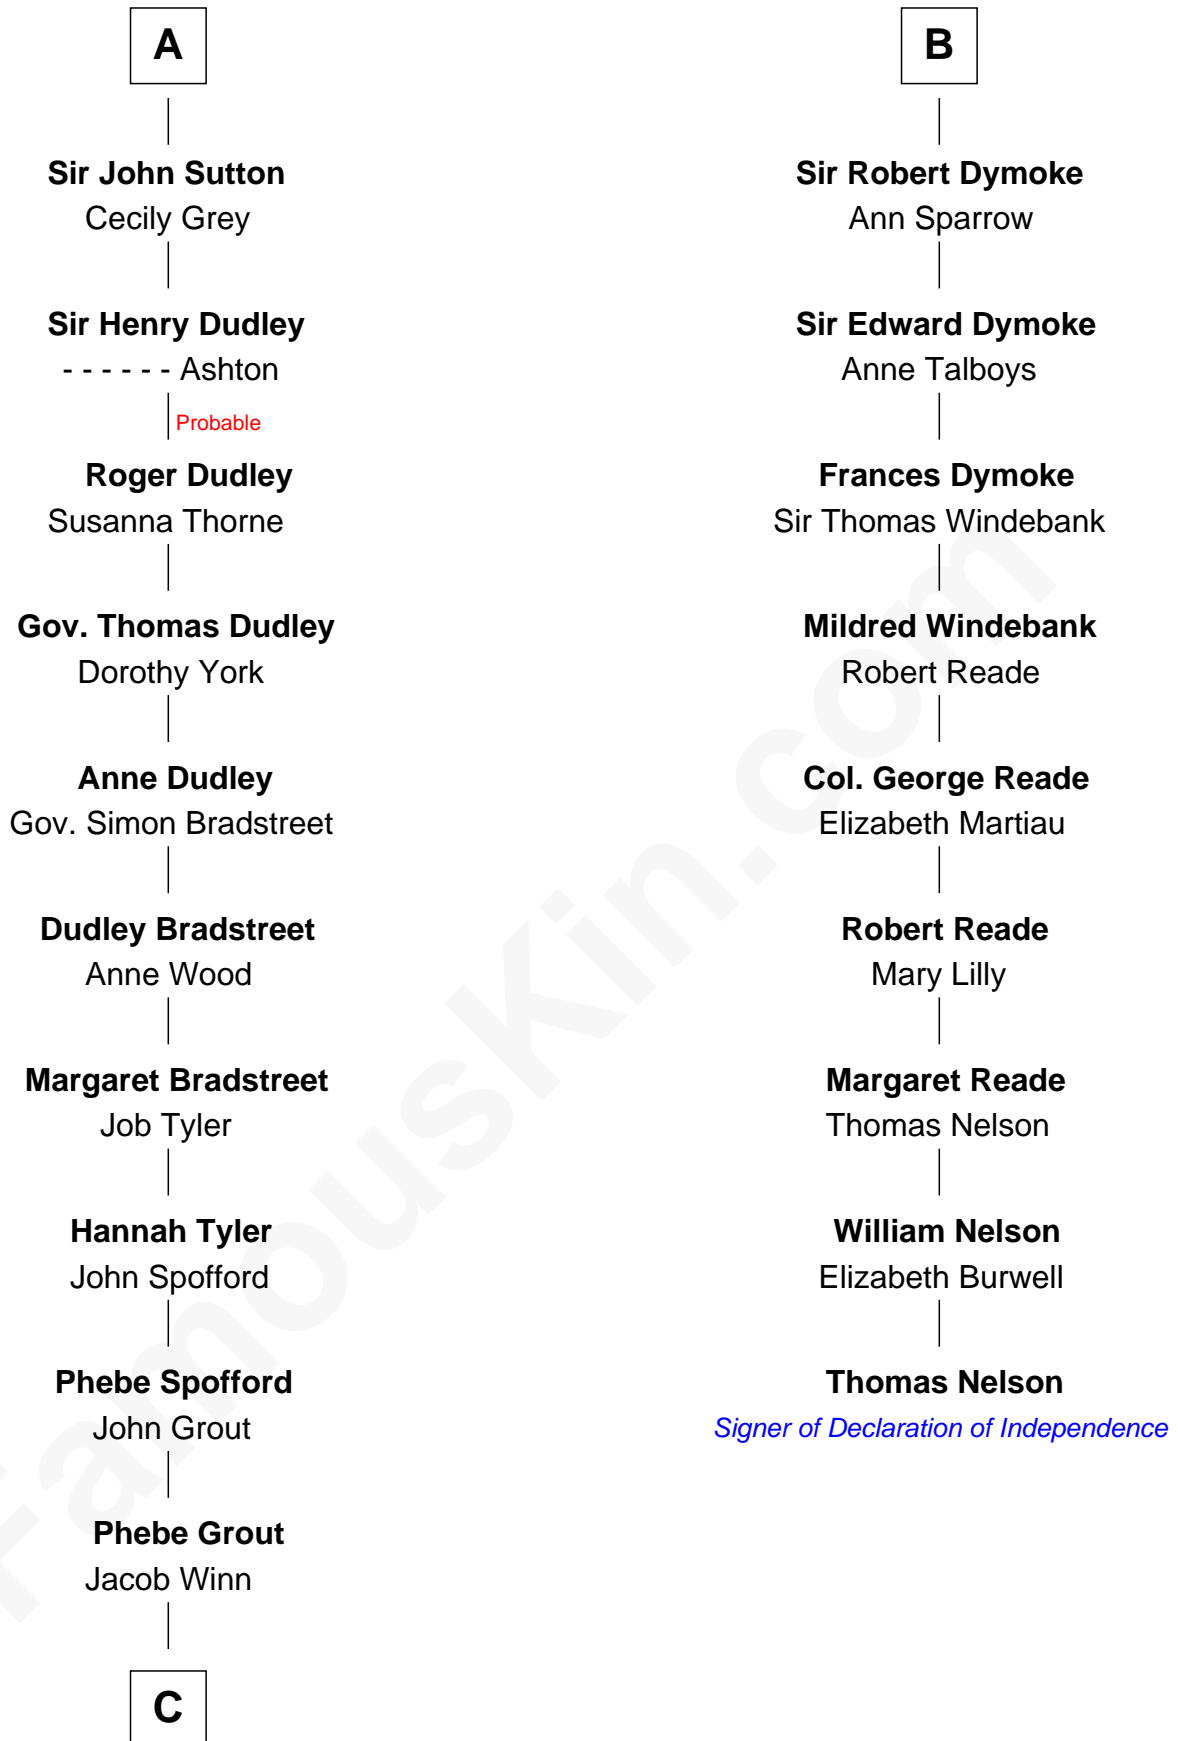 A
Sir John Sutton
Cecily Grey
Sir Henry Dudley
- - - - - - Ashton
Probable
Roger Dudley
Susanna Thorne
Gov. Thomas Dudley
Dorothy York
Anne Dudley
Gov. Simon Bradstreet
Dudley Bradstreet
Anne Wood
Margaret Bradstreet
Job Tyler
Hannah Tyler
John Spofford
Phebe Spofford
John Grout
Phebe Grout
Jacob Winn
C
B
Sir Robert Dymoke
Ann Sparrow
Sir Edward Dymoke
Anne Talboys
Frances Dymoke
Sir Thomas Windebank
Mildred Windebank
Robert Reade
Col. George Reade
Elizabeth Martiau
Robert Reade
Mary Lilly
Margaret Reade
Thomas Nelson
William Nelson
Elizabeth Burwell
Thomas Nelson
Signer of Declaration of Independence
FamousKin.com